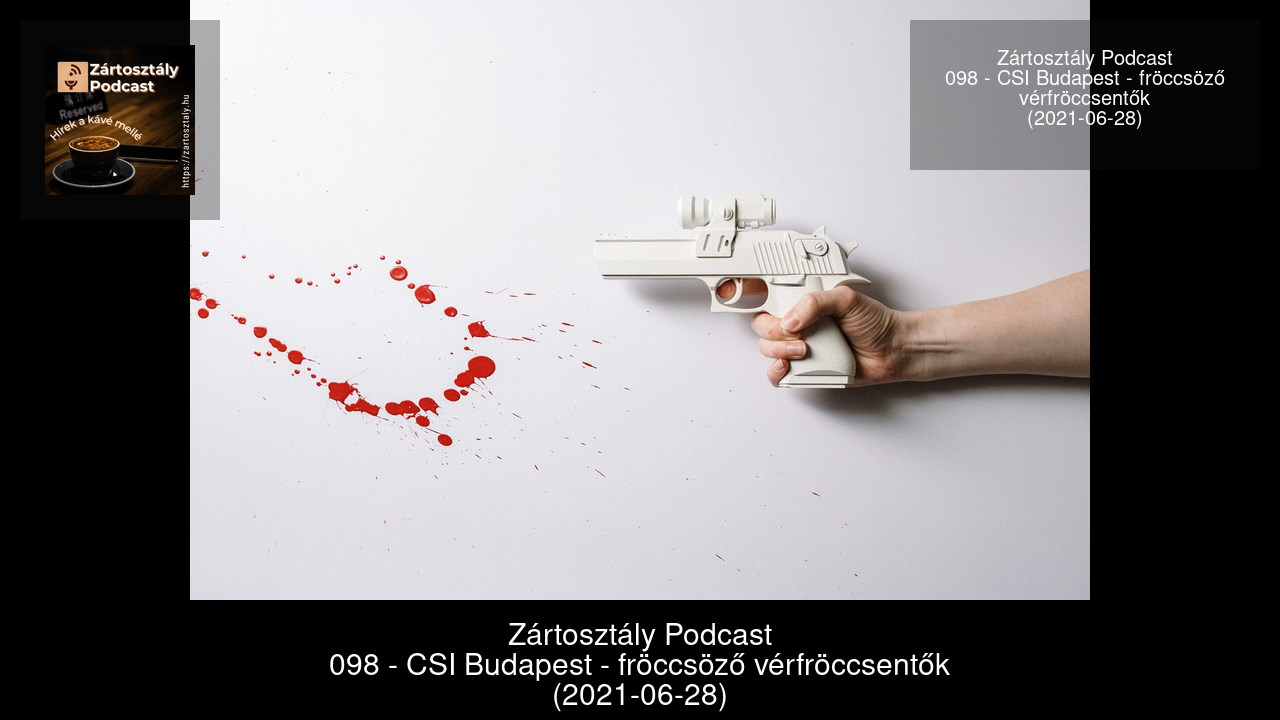 Zártosztály
Podcast
Reserved
Hírek a kávé mellé
https://zartosztaly.hu
Zártosztály Podcast
098 - CSI Budapest - fröccsöző
vérfröccsentők
(2021-06-28)
Zártosztály Podcast
098 - CSI Budapest - fröccsöző vérfröccsentők
(2021-06-28)